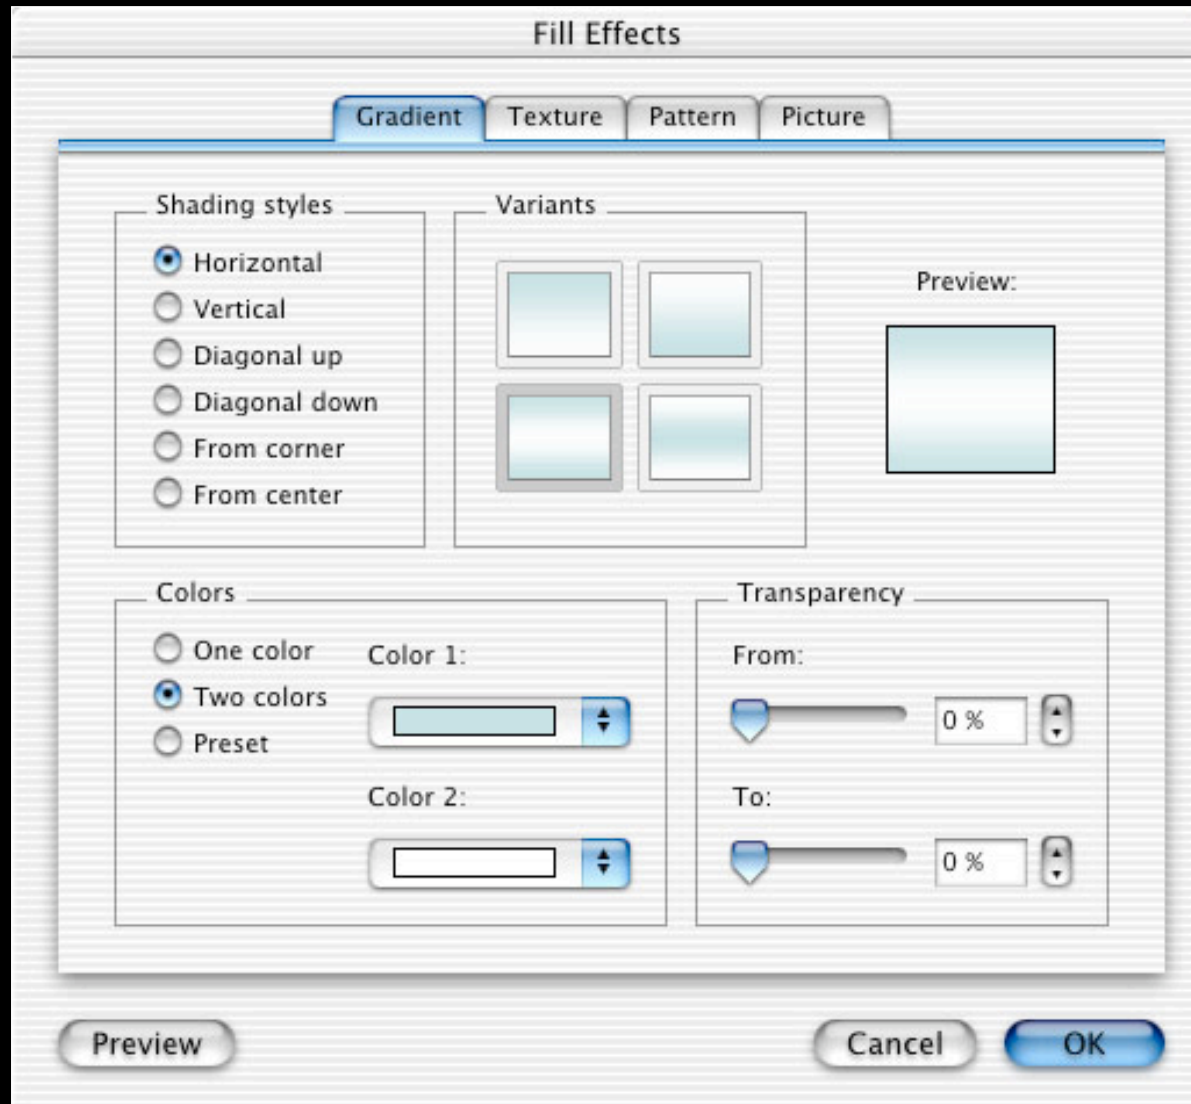 Fill Effects
Gradient Texture Pattern Picture
Shading styles
Horizontal
Vertical
Diagonal up
Diagonal down
From corner
From center
Variants
Preview:
Colors
One color
Two colors
Preset
Color 1:
Color 2:
Transparency
From:
0 %
To:
0 %
Preview Cancel OK